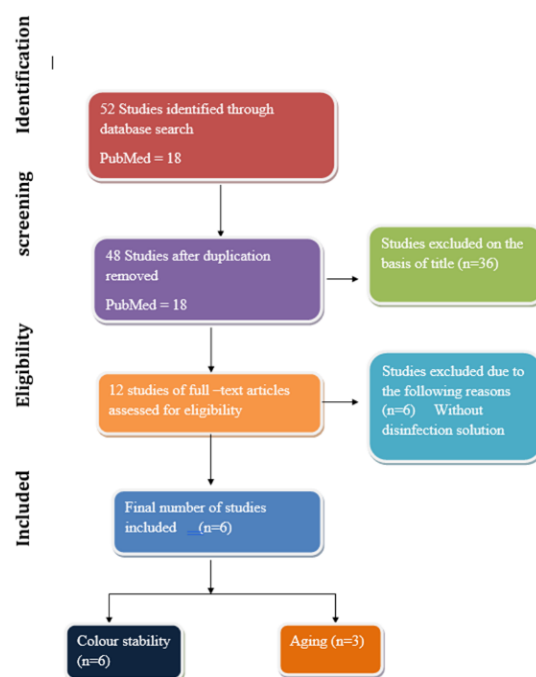 Identification
52 Studies identified through
database search
PubMed = 18
screening
48 Studies after duplication
removed
PubMed = 18
Studies excluded on the
basis of title (n=36)
Eligibility
12 studies of full –text articles
assessed for eligibility
Studies excluded due to
the following reasons
(n=6) Without
disinfection solution
Included
Final number of studies
included (n=6)
Colour stability
(n=6)
Aging (n=3)